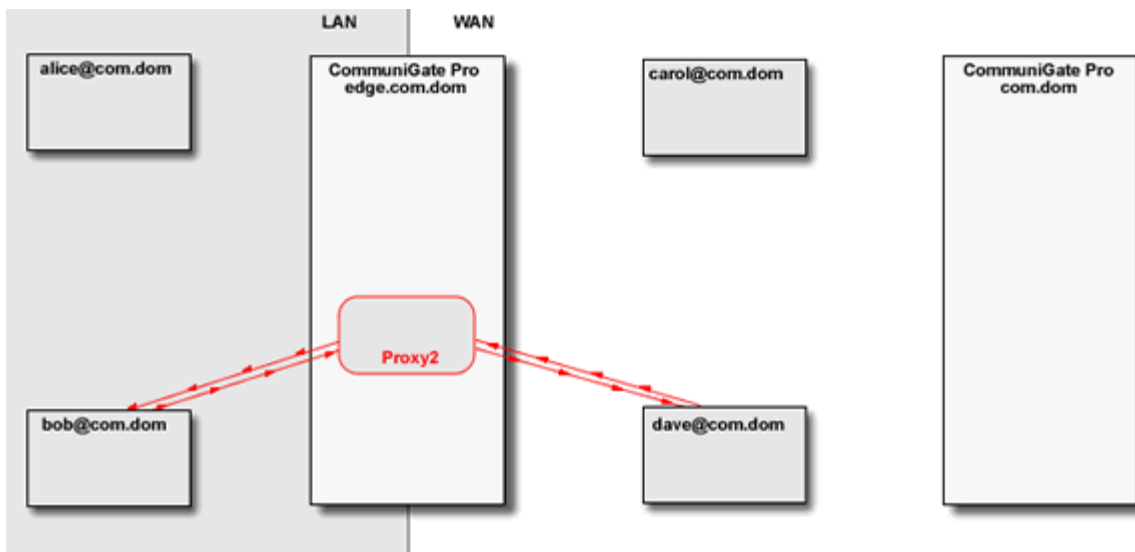 LAN
WAN
alice@com.dom
CommuniGate Pro
edge.com.dom
carol@com.dom
CommuniGate Pro
com.dom
Proxy2
bob@com.dom
dave@com.dom